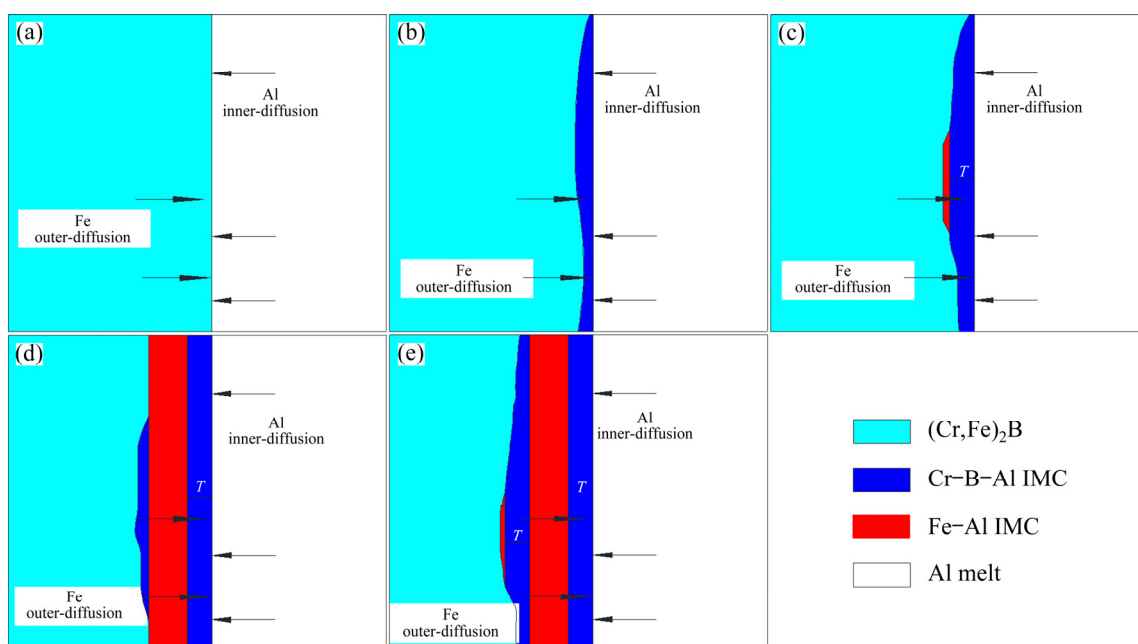 (a)
Al
inner-diffusion
Fe
outer-diffusion
(b)
Al
inner-diffusion
Fe
outer-diffusion
(c)
Al
inner-diffusion
T
Fe
outer-diffusion
(d)
Al
inner-diffusion
T
Fe
outer-diffusion
(e)
Al
inner-diffusion
T
T
Fe
outer-diffusion
(Cr,Fe)₂B
Cr−B−Al IMC
Fe−Al IMC
Al melt